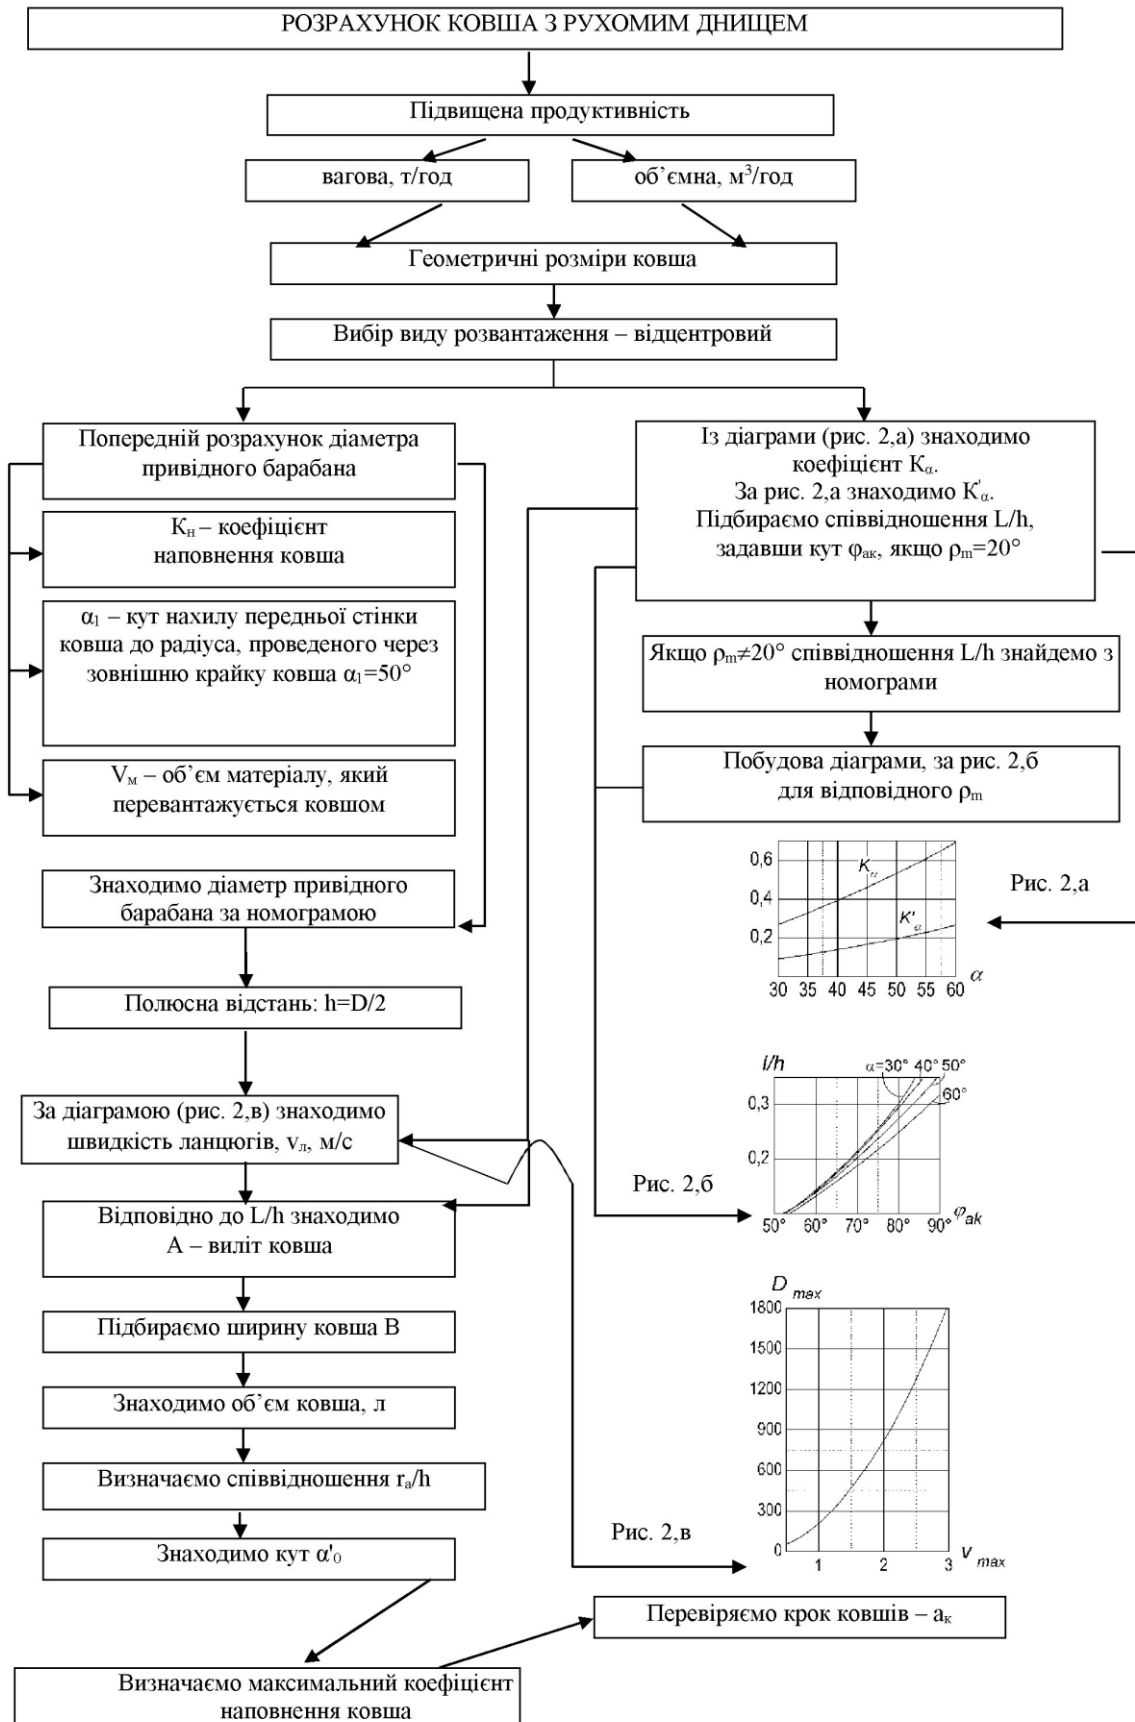 РОЗРАХУНОК КОВША З РУХОМИМ ДНИЩЕМ
Підвищена продуктивність
вагова, т/год
об’ємна, м³/год
Геометричні розміри ковша
Вибір виду розвантаження – відцентровий
Попередній розрахунок діаметра
привідного барабана
Kн – коефіцієнт
наповнення ковша
α₁ – кут нахилу передньої стінки
ковша до радіуса, проведеного через
зовнішню крайку ковша α₁=50°
Vм – об’єм матеріалу, який
перевантажується ковшом
Знаходимо діаметр привідного
барабана за номограмою
Полюсна відстань: h=D/2
За діаграмою (рис. 2,в) знаходимо
швидкість ланцюгів, vл, м/с
Відповідно до L/h знаходимо
А – виліт ковша
Підбираємо ширину ковша В
Знаходимо об’єм ковша, л
Визначаємо співвідношення rа/h
Знаходимо кут α'₀
Визначаємо максимальний коефіцієнт
наповнення ковша
Перевіряємо крок ковшів – ак
Із діаграми (рис. 2,а) знаходимо
коефіцієнт Kα.
За рис. 2,а знаходимо K'α.
Підбираємо співвідношення L/h,
задавши кут φак, якщо ρm=20°
Якщо ρm≠20° співвідношення L/h знайдемо з
номограми
Побудова діаграми, за рис. 2,б
для відповідного ρm
0,6
0,4
0,2
Kα
K'α
30 35 40 45 50 55 60 α
Рис. 2,а
l/h
α=30° 40° 50°
60°
0,3
0,2
50° 60° 70° 80° 90° φak
Рис. 2,б
D max
1800
1500
1200
900
600
300
0
1 2 3 V max
Рис. 2,в